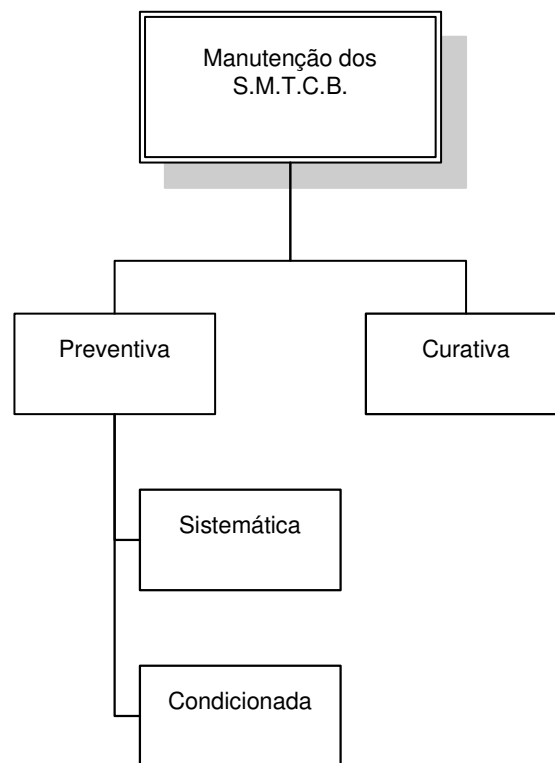 Manutenção dos
S.M.T.C.B.
Preventiva
Curativa
Sistemática
Condicionada